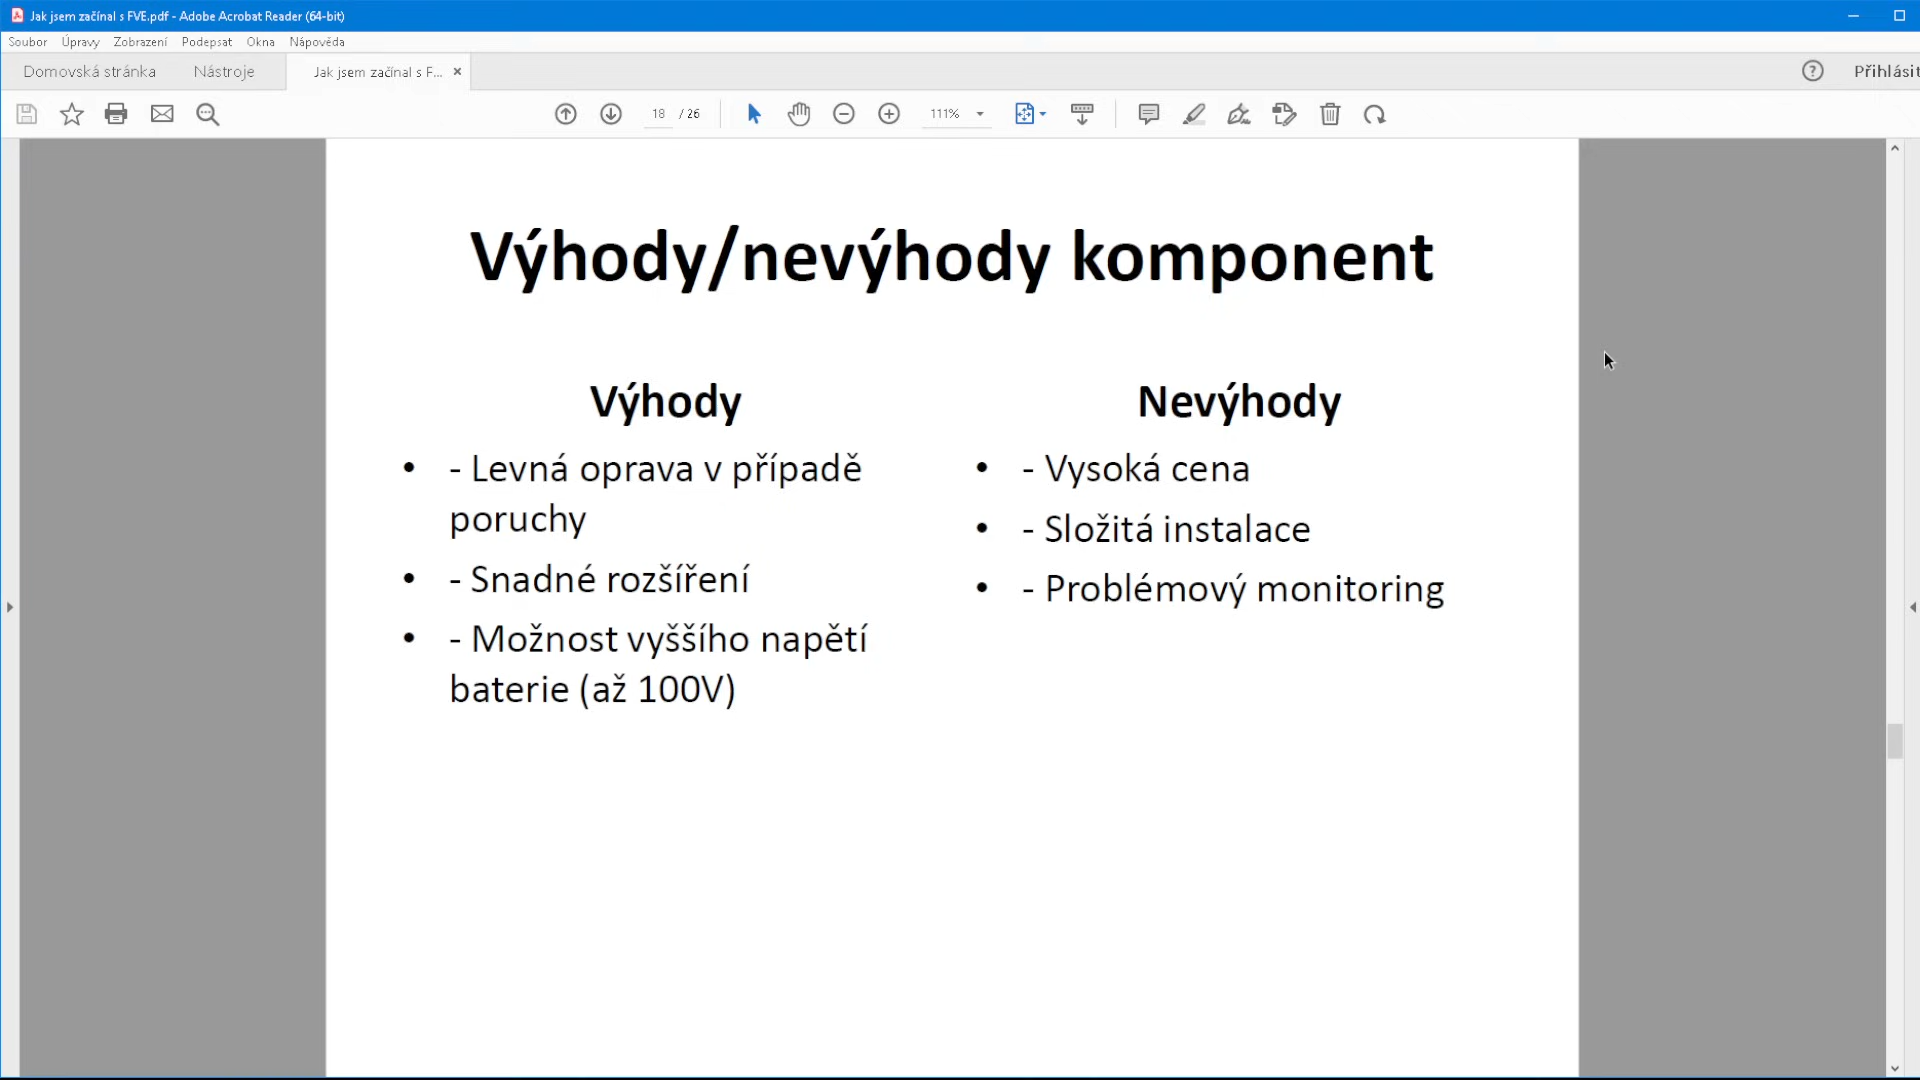 Jak jsem začínal s FVE.pdf - Adobe Acrobat Reader (64-bit)
Soubor Úpravy Zobrazení Podepsat Okna Nápověda
Domovská stránka Nástroje Jak jsem začínal s F... × ? Přihlásit
18 / 26 111%
Výhody/nevýhody komponent
Výhody
• - Levná oprava v případě
poruchy
• - Snadné rozšíření
• - Možnost vyššího napětí
baterie (až 100V)
Nevýhody
• - Vysoká cena
• - Složitá instalace
• - Problémový monitoring